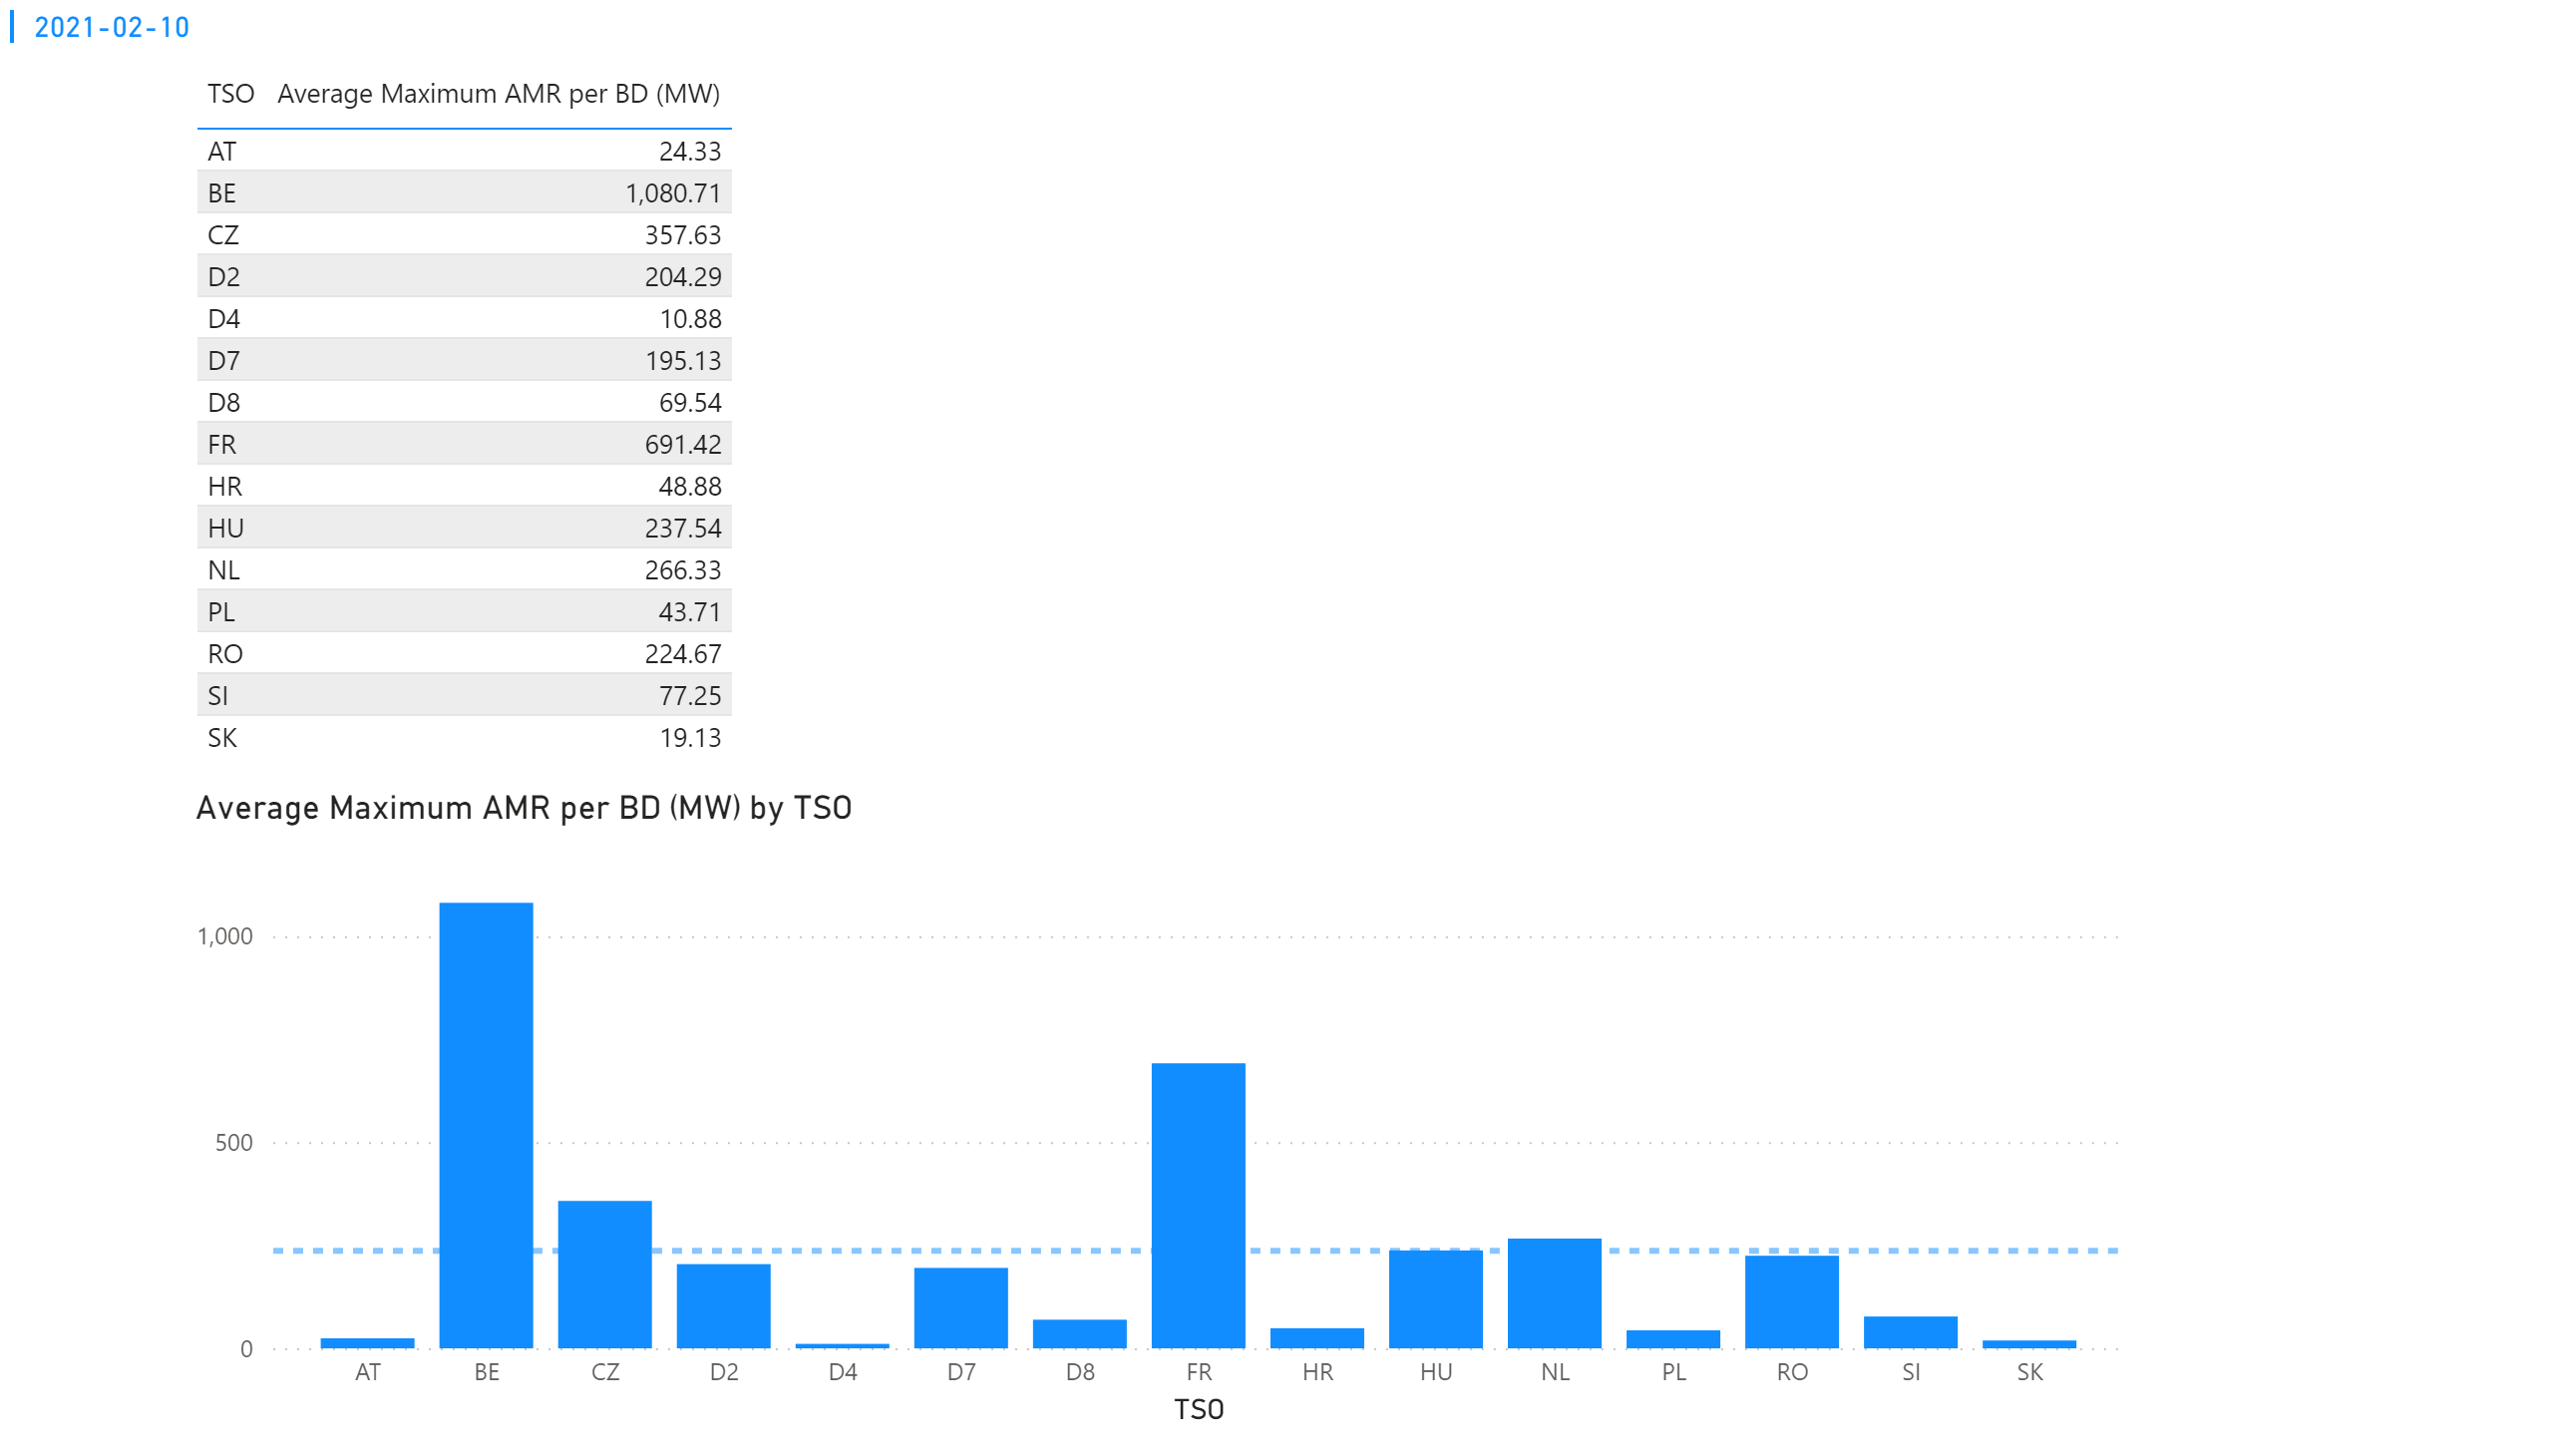 2021-02-10
TSO Average Maximum AMR per BD (MW)
AT 24.33
BE 1,080.71
CZ 357.63
D2 204.29
D4 10.88
D7 195.13
D8 69.54
FR 691.42
HR 48.88
HU 237.54
NL 266.33
PL 43.71
RO 224.67
SI 77.25
SK 19.13
Average Maximum AMR per BD (MW) by TSO
1,000
500
0
AT BE CZ D2 D4 D7 D8 FR HR HU NL PL RO SI SK
TSO